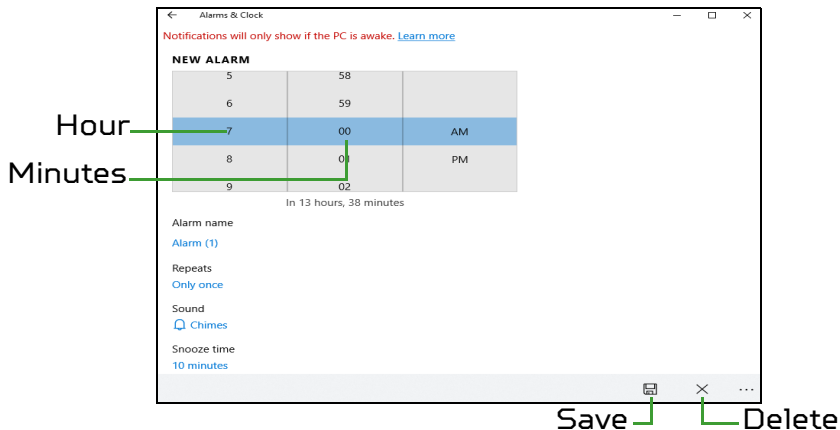 Alarms & Clock
Notifications will only show if the PC is awake. Learn more
NEW ALARM
5 58
6 59
Hour 7 00 AM
8 01 PM
Minutes
9 02
In 13 hours, 38 minutes
Alarm name
Alarm (1)
Repeats
Only once
Sound
Chimes
Snooze time
10 minutes
...
Save Delete